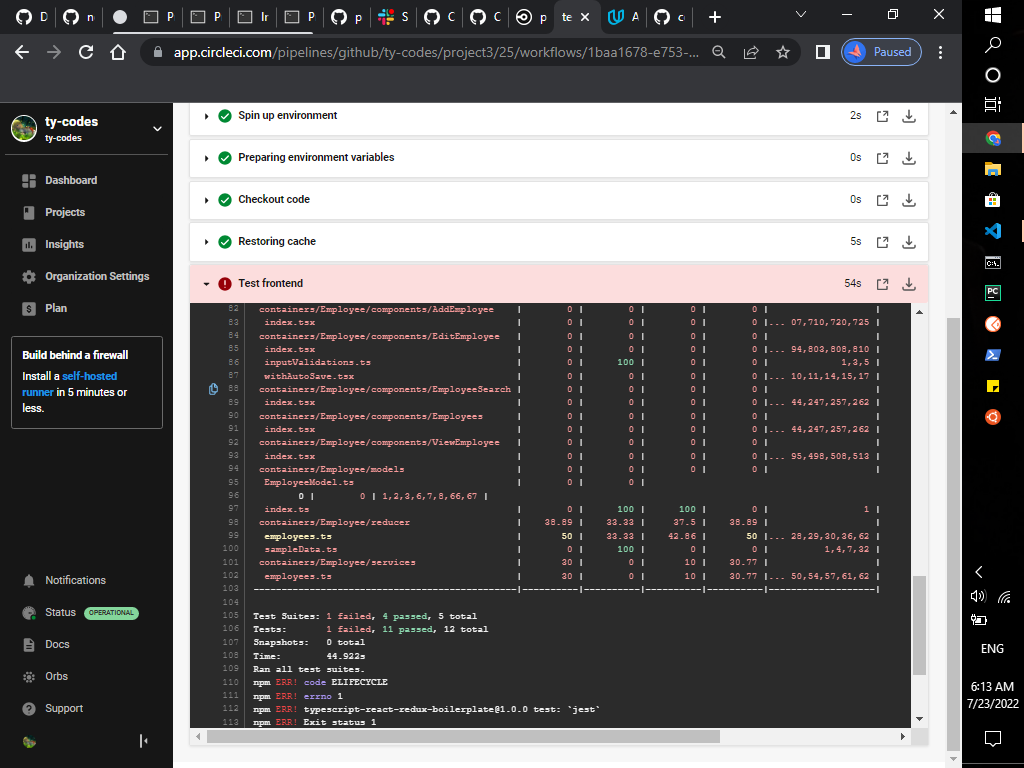 D
n
P
P
Ir
P
p
S
C
C
p
te
A
c
app.circleci.com/pipelines/github/ty-codes/project3/25/workflows/1baa1678-e753-...
Paused
ty-codes
ty-codes
Dashboard
Projects
Insights
Organization Settings
Plan
Build behind a firewall
Install a self-hosted
runner in 5 minutes or
less.
Notifications
Status OPERATIONAL
Docs
Orbs
Support
Spin up environment 2s
Preparing environment variables 0s
Checkout code 0s
Restoring cache 5s
Test frontend 54s
82 containers/Employee/components/AddEmployee | 0 | 0 | 0 | 0 | |
83 index.tsx | 0 | 0 | 0 | 0 |... 07,710,720,725 |
84 containers/Employee/components/EditEmployee | 0 | 0 | 0 | 0 | |
85 index.tsx | 0 | 0 | 0 | 0 |... 94,803,808,810 |
86 inputValidations.ts | 0 | 100 | 0 | 0 | 1,3,5 |
87 withAutoSave.tsx | 0 | 0 | 0 | 0 |... 10,11,14,15,17 |
88 containers/Employee/components/EmployeeSearch | 0 | 0 | 0 | 0 | |
89 index.tsx | 0 | 0 | 0 | 0 |... 44,247,257,262 |
90 containers/Employee/components/Employees | 0 | 0 | 0 | 0 | |
91 index.tsx | 0 | 0 | 0 | 0 |... 44,247,257,262 |
92 containers/Employee/components/ViewEmployee | 0 | 0 | 0 | 0 | |
93 index.tsx | 0 | 0 | 0 | 0 |... 95,498,508,513 |
94 containers/Employee/models | 0 | 0 | 0 | 0 | |
95 EmployeeModel.ts | 0 | 0 |
96 0 | 0 | 1,2,3,6,7,8,66,67 |
97 index.ts | 0 | 100 | 100 | 0 | 1 |
98 containers/Employee/reducer | 38.89 | 33.33 | 37.5 | 38.89 | |
99 employees.ts | 50 | 33.33 | 42.86 | 50 |... 28,29,30,36,62 |
100 sampleData.ts | 0 | 100 | 0 | 0 | 1,4,7,32 |
101 containers/Employee/services | 30 | 0 | 10 | 30.77 | |
102 employees.ts | 30 | 0 | 10 | 30.77 |... 50,54,57,61,62 |
103 -----------------------------------------------|----------|----------|----------|----------|-------------------|
104
105 Test Suites: 1 failed, 4 passed, 5 total
106 Tests: 1 failed, 11 passed, 12 total
107 Snapshots: 0 total
108 Time: 44.922s
109 Ran all test suites.
110 npm ERR! code ELIFECYCLE
111 npm ERR! errno 1
112 npm ERR! typescript-react-redux-boilerplate@1.0.0 test: `jest`
113 npm ERR! Exit status 1
PC
ENG
6:13 AM
7/23/2022